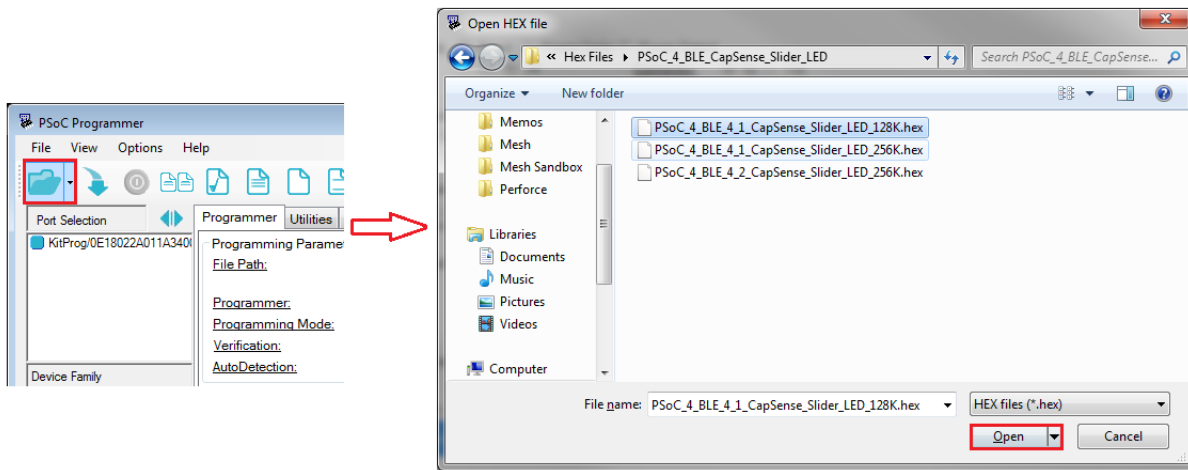 Open HEX file
Hex Files
PSoC_4_BLE_CapSense_Slider_LED
Search PSoC_4_BLE_CapSense...
Organize
New folder
Memos
Mesh
Mesh Sandbox
Perforce
Libraries
Documents
Music
Pictures
Videos
Computer
PSoC_4_BLE_4_1_CapSense_Slider_LED_128K.hex
PSoC_4_BLE_4_1_CapSense_Slider_LED_256K.hex
PSoC_4_BLE_4_2_CapSense_Slider_LED_256K.hex
File name: PSoC_4_BLE_4_1_CapSense_Slider_LED_128K.hex
HEX files (*.hex)
Open
Cancel
PSoC Programmer
File View Options Help
Port Selection
Programmer Utilities
KitProg/0E18022A011A340
Programming Parame
File Path:
Programmer:
Programming Mode:
Verification:
AutoDetection:
Device Family